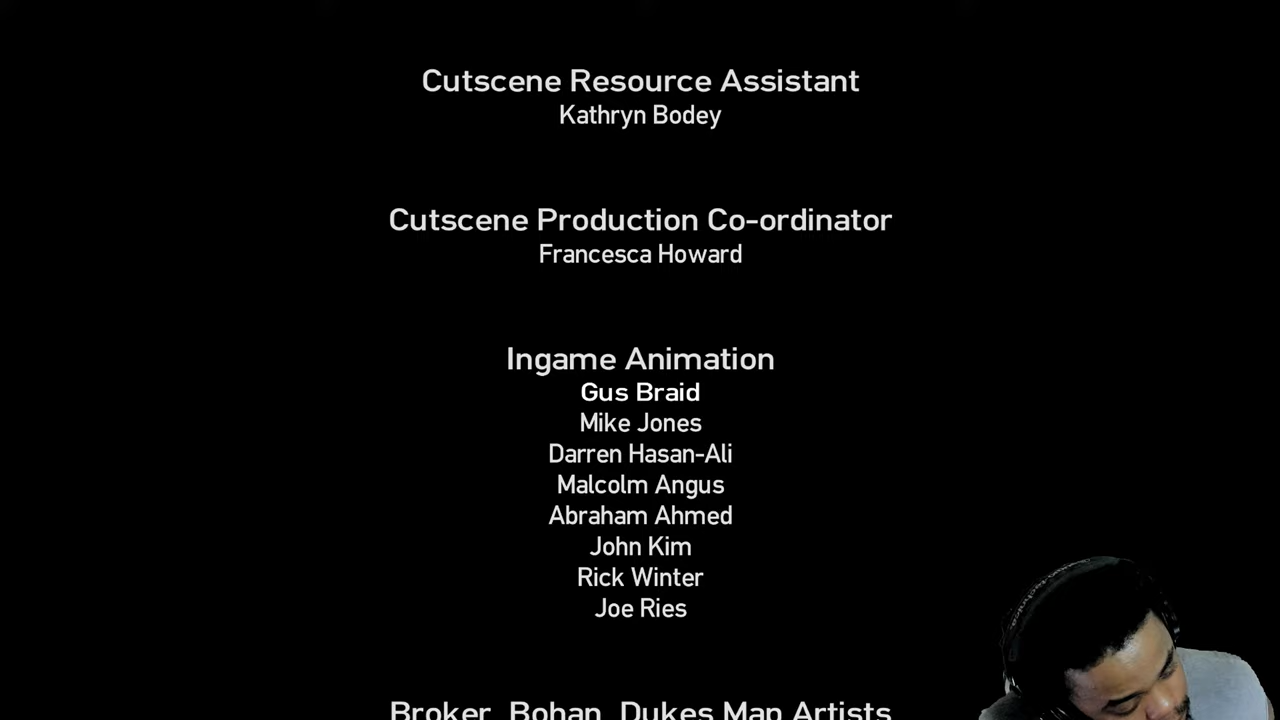 Cutscene Resource Assistant
Kathryn Bodey
Cutscene Production Co-ordinator
Francesca Howard
Ingame Animation
Gus Braid
Mike Jones
Darren Hasan-Ali
Malcolm Angus
Abraham Ahmed
John Kim
Rick Winter
Joe Ries
Broker, Bohan, Dukes Map Artists